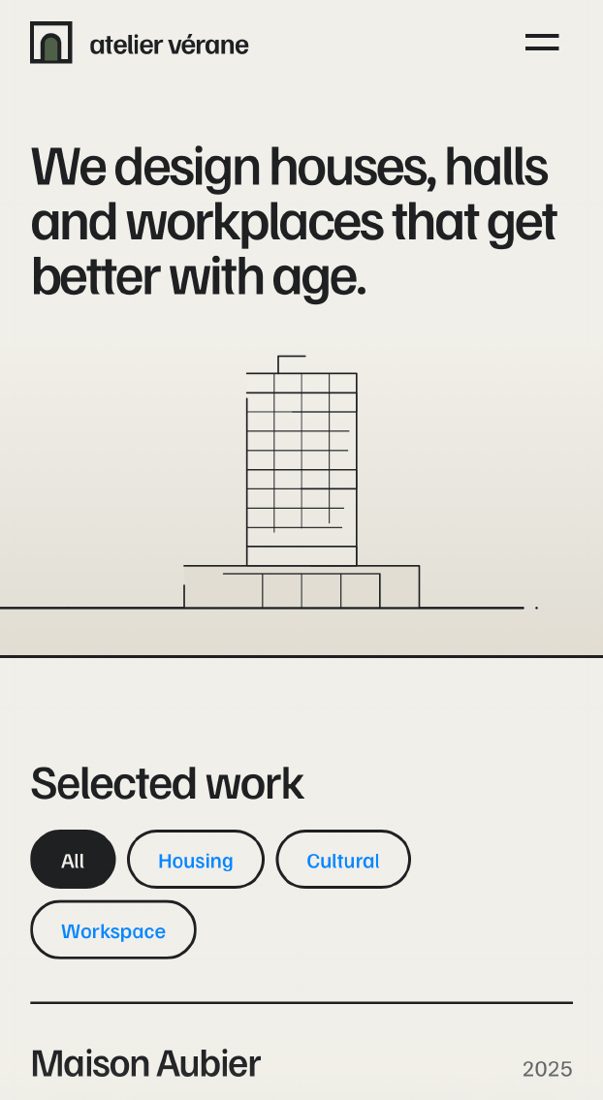 atelier vérane
We design houses, halls
and workplaces that get
better with age.
Selected work
All Housing Cultural
Workspace
Maison Aubier 2025